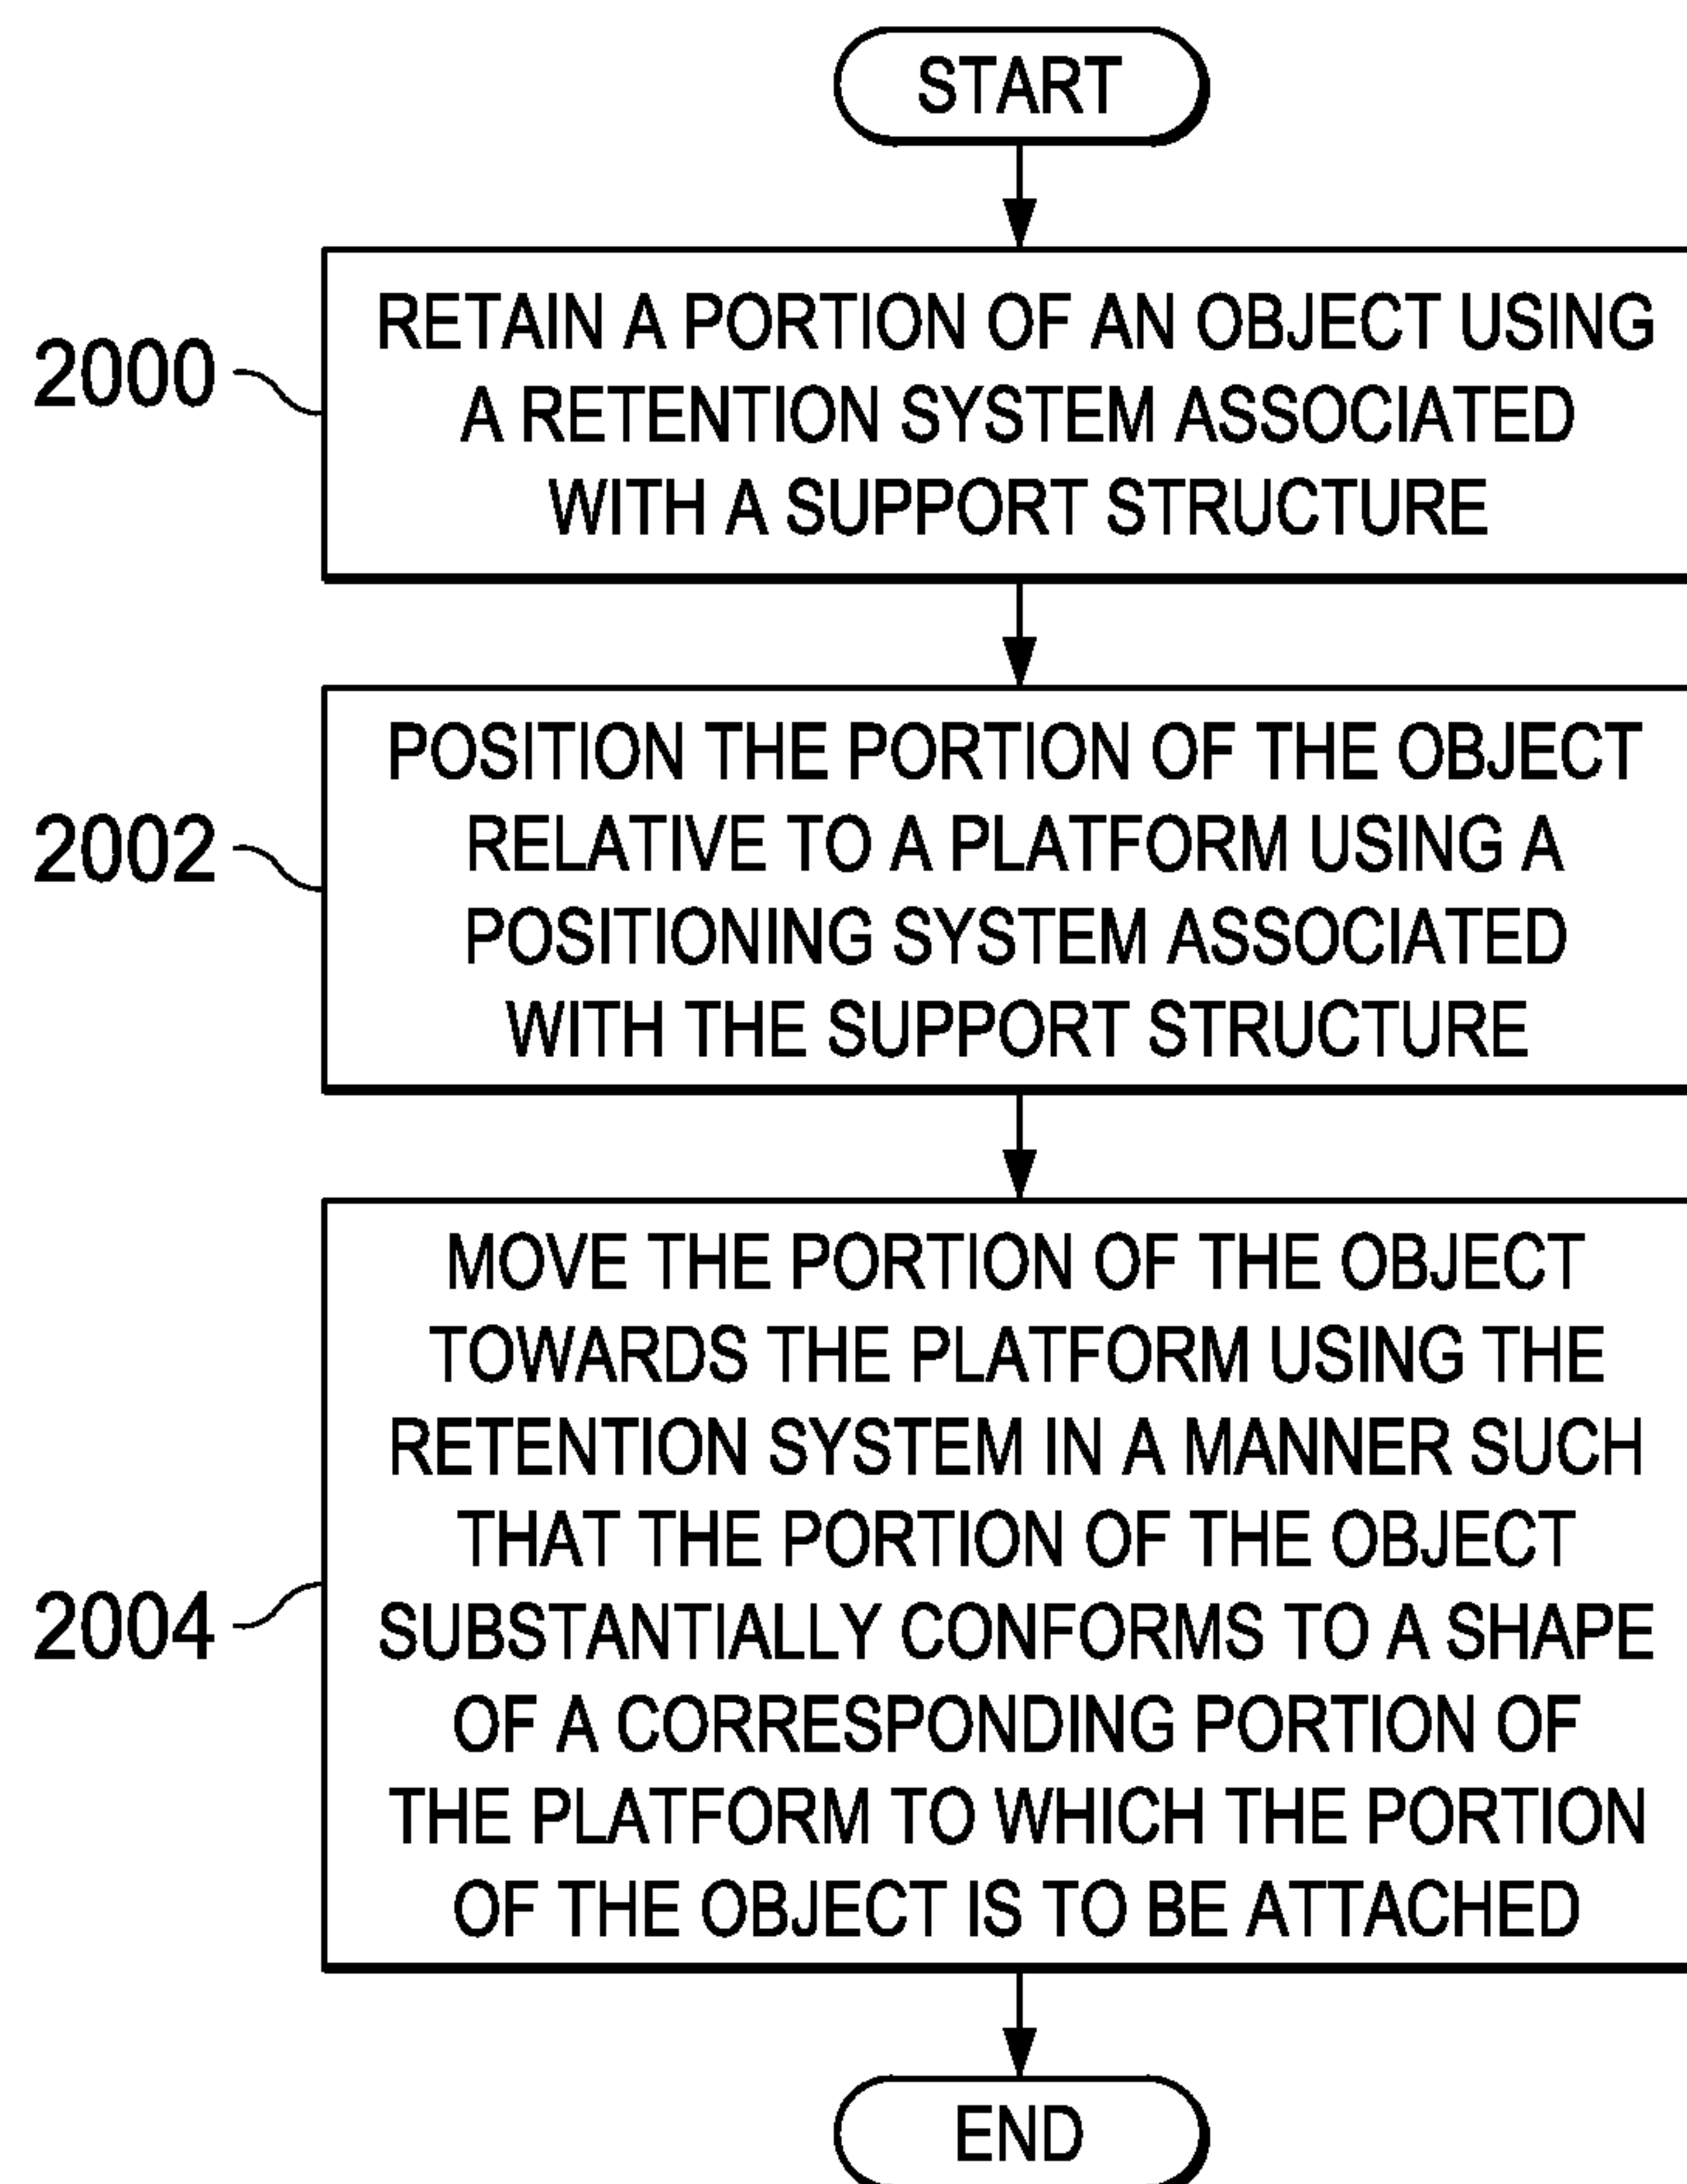 START
2000
RETAIN A PORTION OF AN OBJECT USING
A RETENTION SYSTEM ASSOCIATED
WITH A SUPPORT STRUCTURE
2002
POSITION THE PORTION OF THE OBJECT
RELATIVE TO A PLATFORM USING A
POSITIONING SYSTEM ASSOCIATED
WITH THE SUPPORT STRUCTURE
2004
MOVE THE PORTION OF THE OBJECT
TOWARDS THE PLATFORM USING THE
RETENTION SYSTEM IN A MANNER SUCH
THAT THE PORTION OF THE OBJECT
SUBSTANTIALLY CONFORMS TO A SHAPE
OF A CORRESPONDING PORTION OF
THE PLATFORM TO WHICH THE PORTION
OF THE OBJECT IS TO BE ATTACHED
END